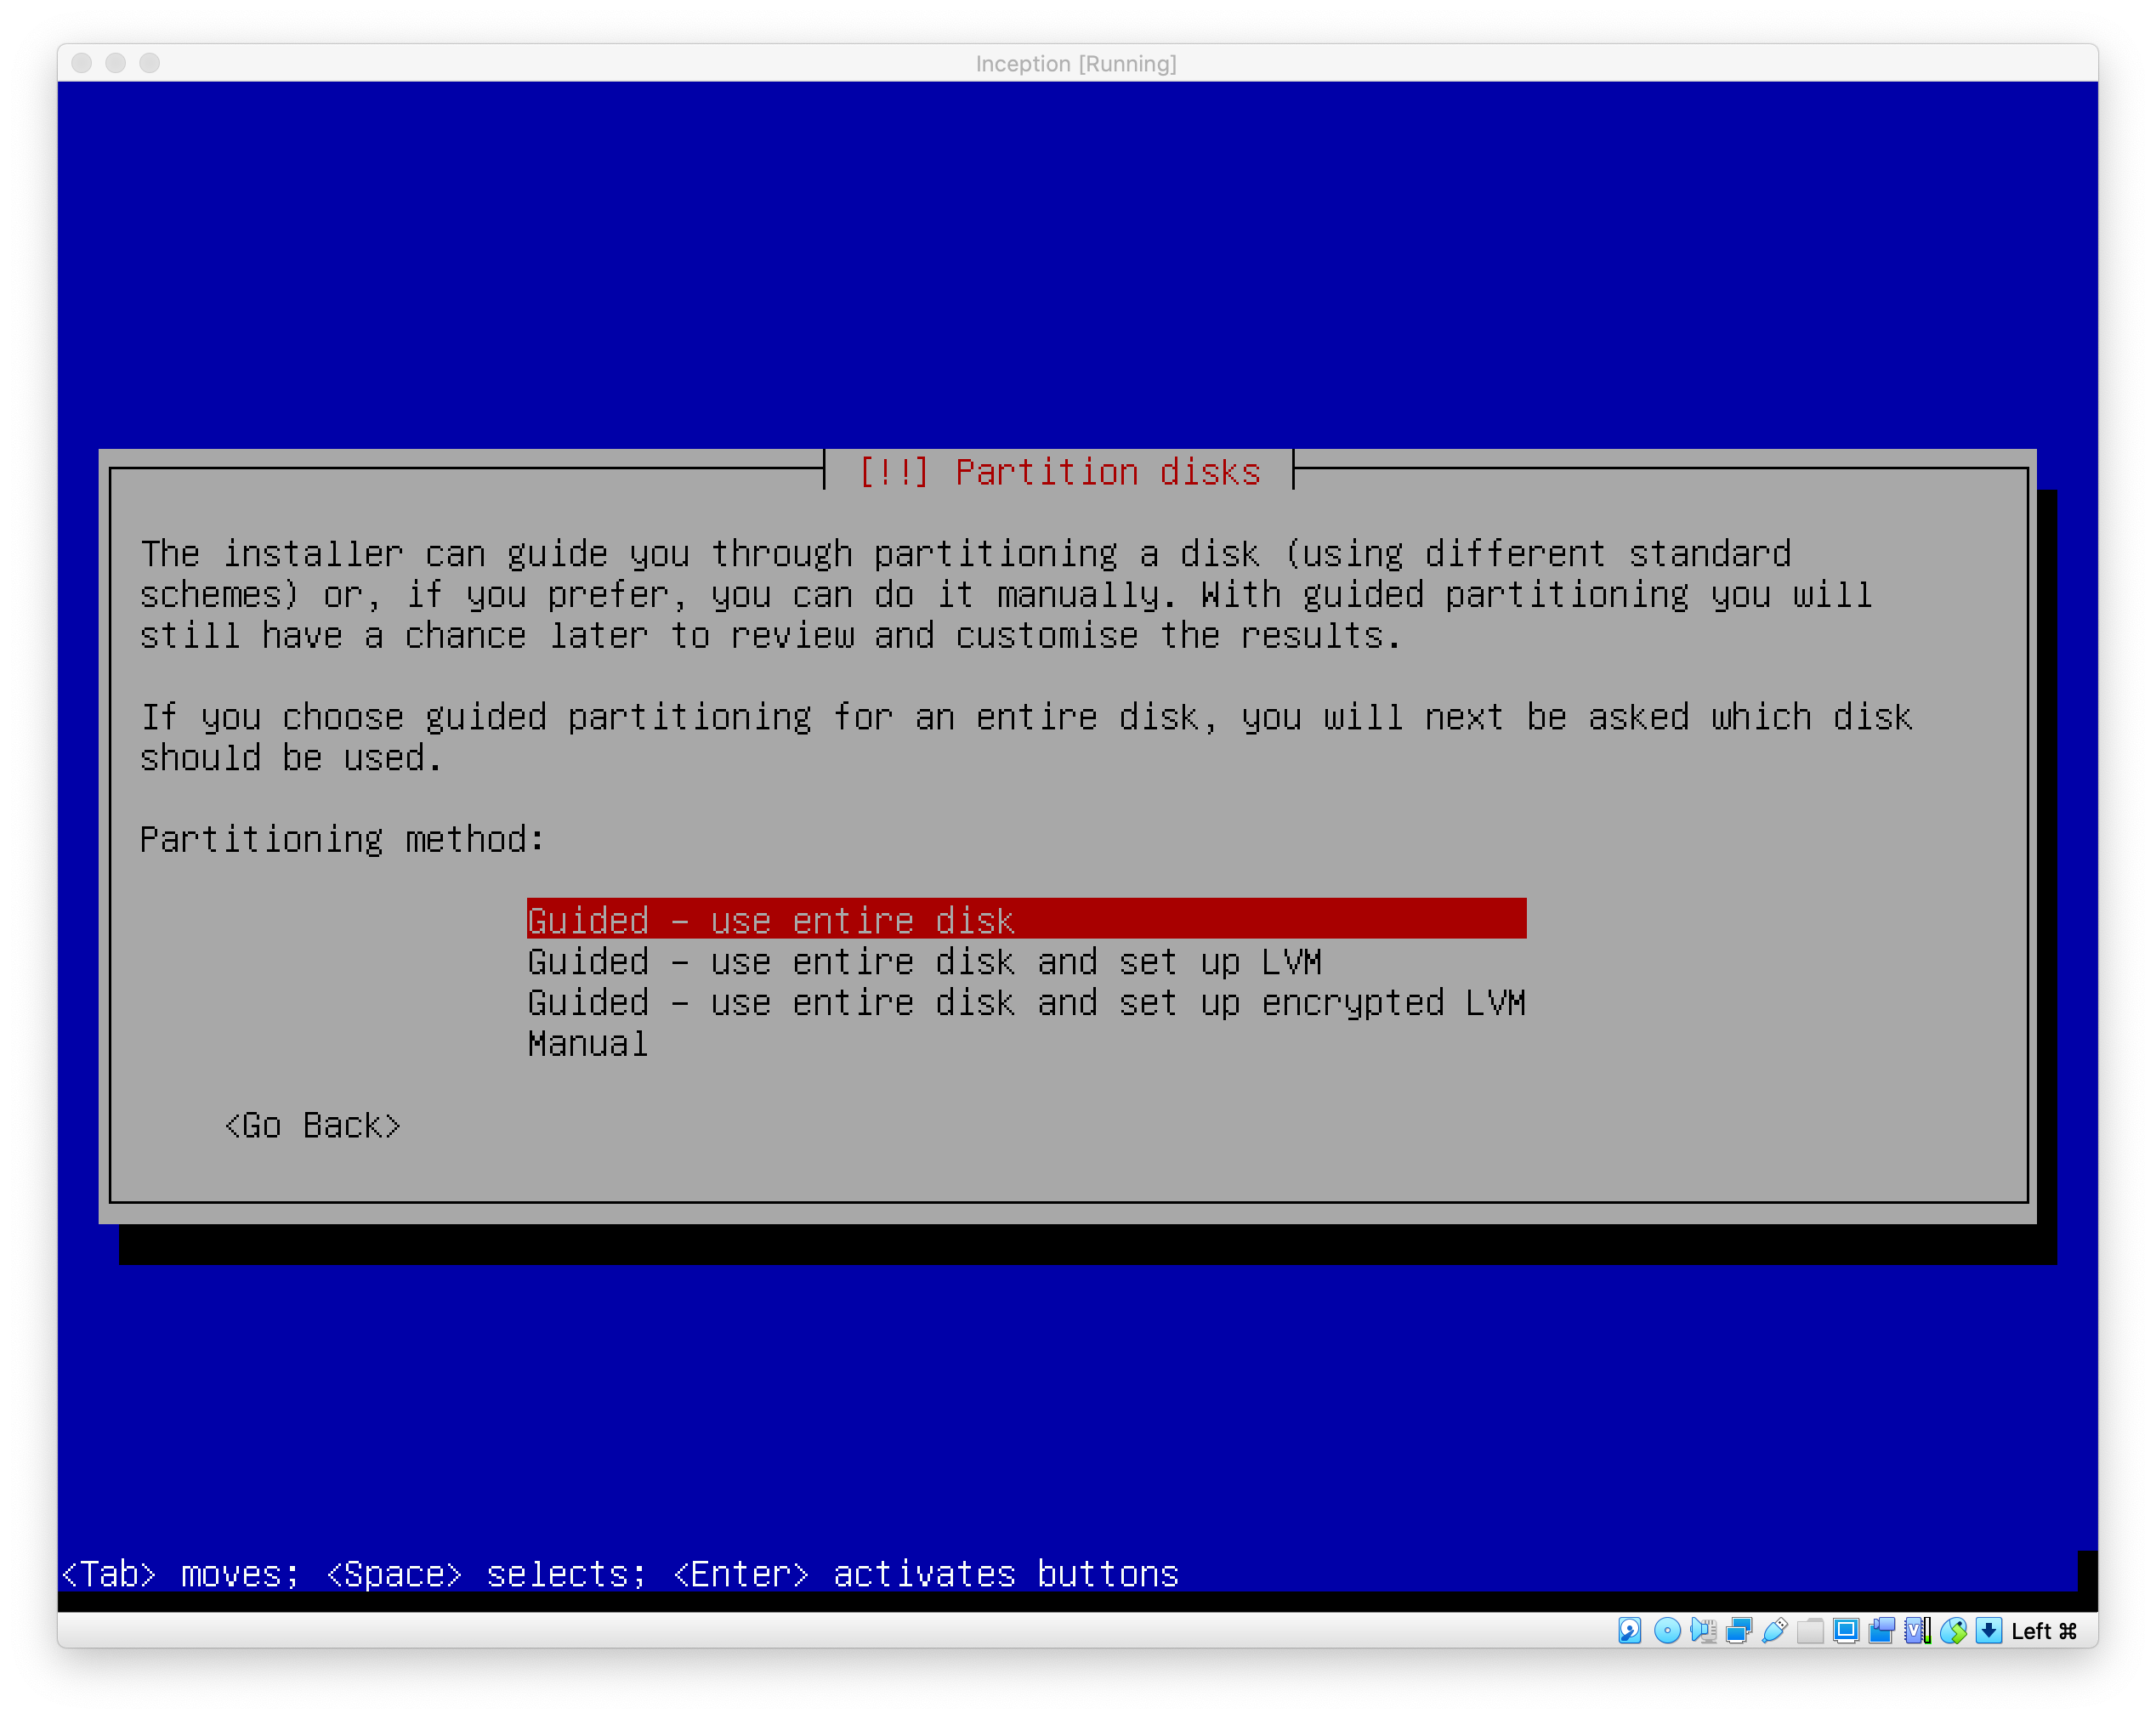 Inception [Running]
[!!] Partition disks
The installer can guide you through partitioning a disk (using different standard
schemes) or, if you prefer, you can do it manually. With guided partitioning you will
still have a chance later to review and customise the results.
If you choose guided partitioning for an entire disk, you will next be asked which disk
should be used.
Partitioning method:
Guided - use entire disk
Guided - use entire disk and set up LVM
Guided - use entire disk and set up encrypted LVM
Manual
<Go Back>
<Tab> moves; <Space> selects; <Enter> activates buttons
Left ⌘